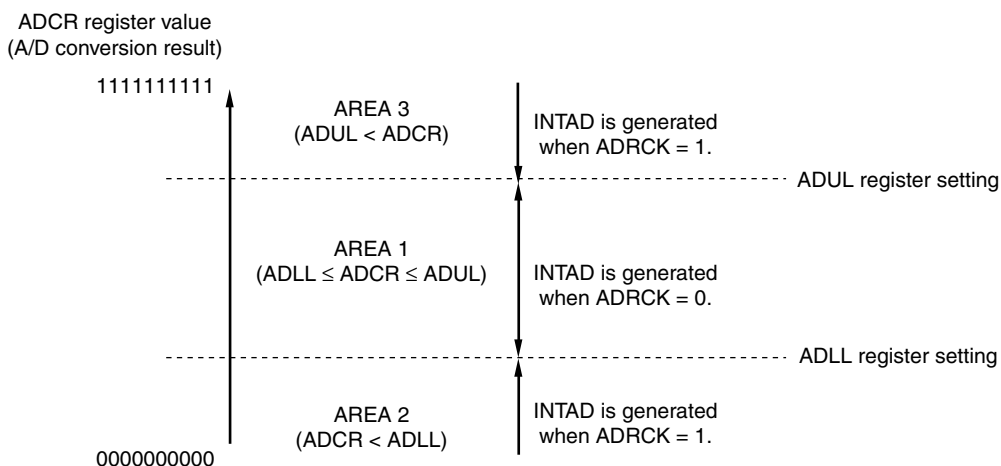 ADCR register value
(A/D conversion result)
1111111111
AREA 3
(ADUL < ADCR)
INTAD is generated
when ADRCK = 1.
ADUL register setting
AREA 1
(ADLL ≤ ADCR ≤ ADUL)
INTAD is generated
when ADRCK = 0.
ADLL register setting
AREA 2
(ADCR < ADLL)
INTAD is generated
when ADRCK = 1.
0000000000